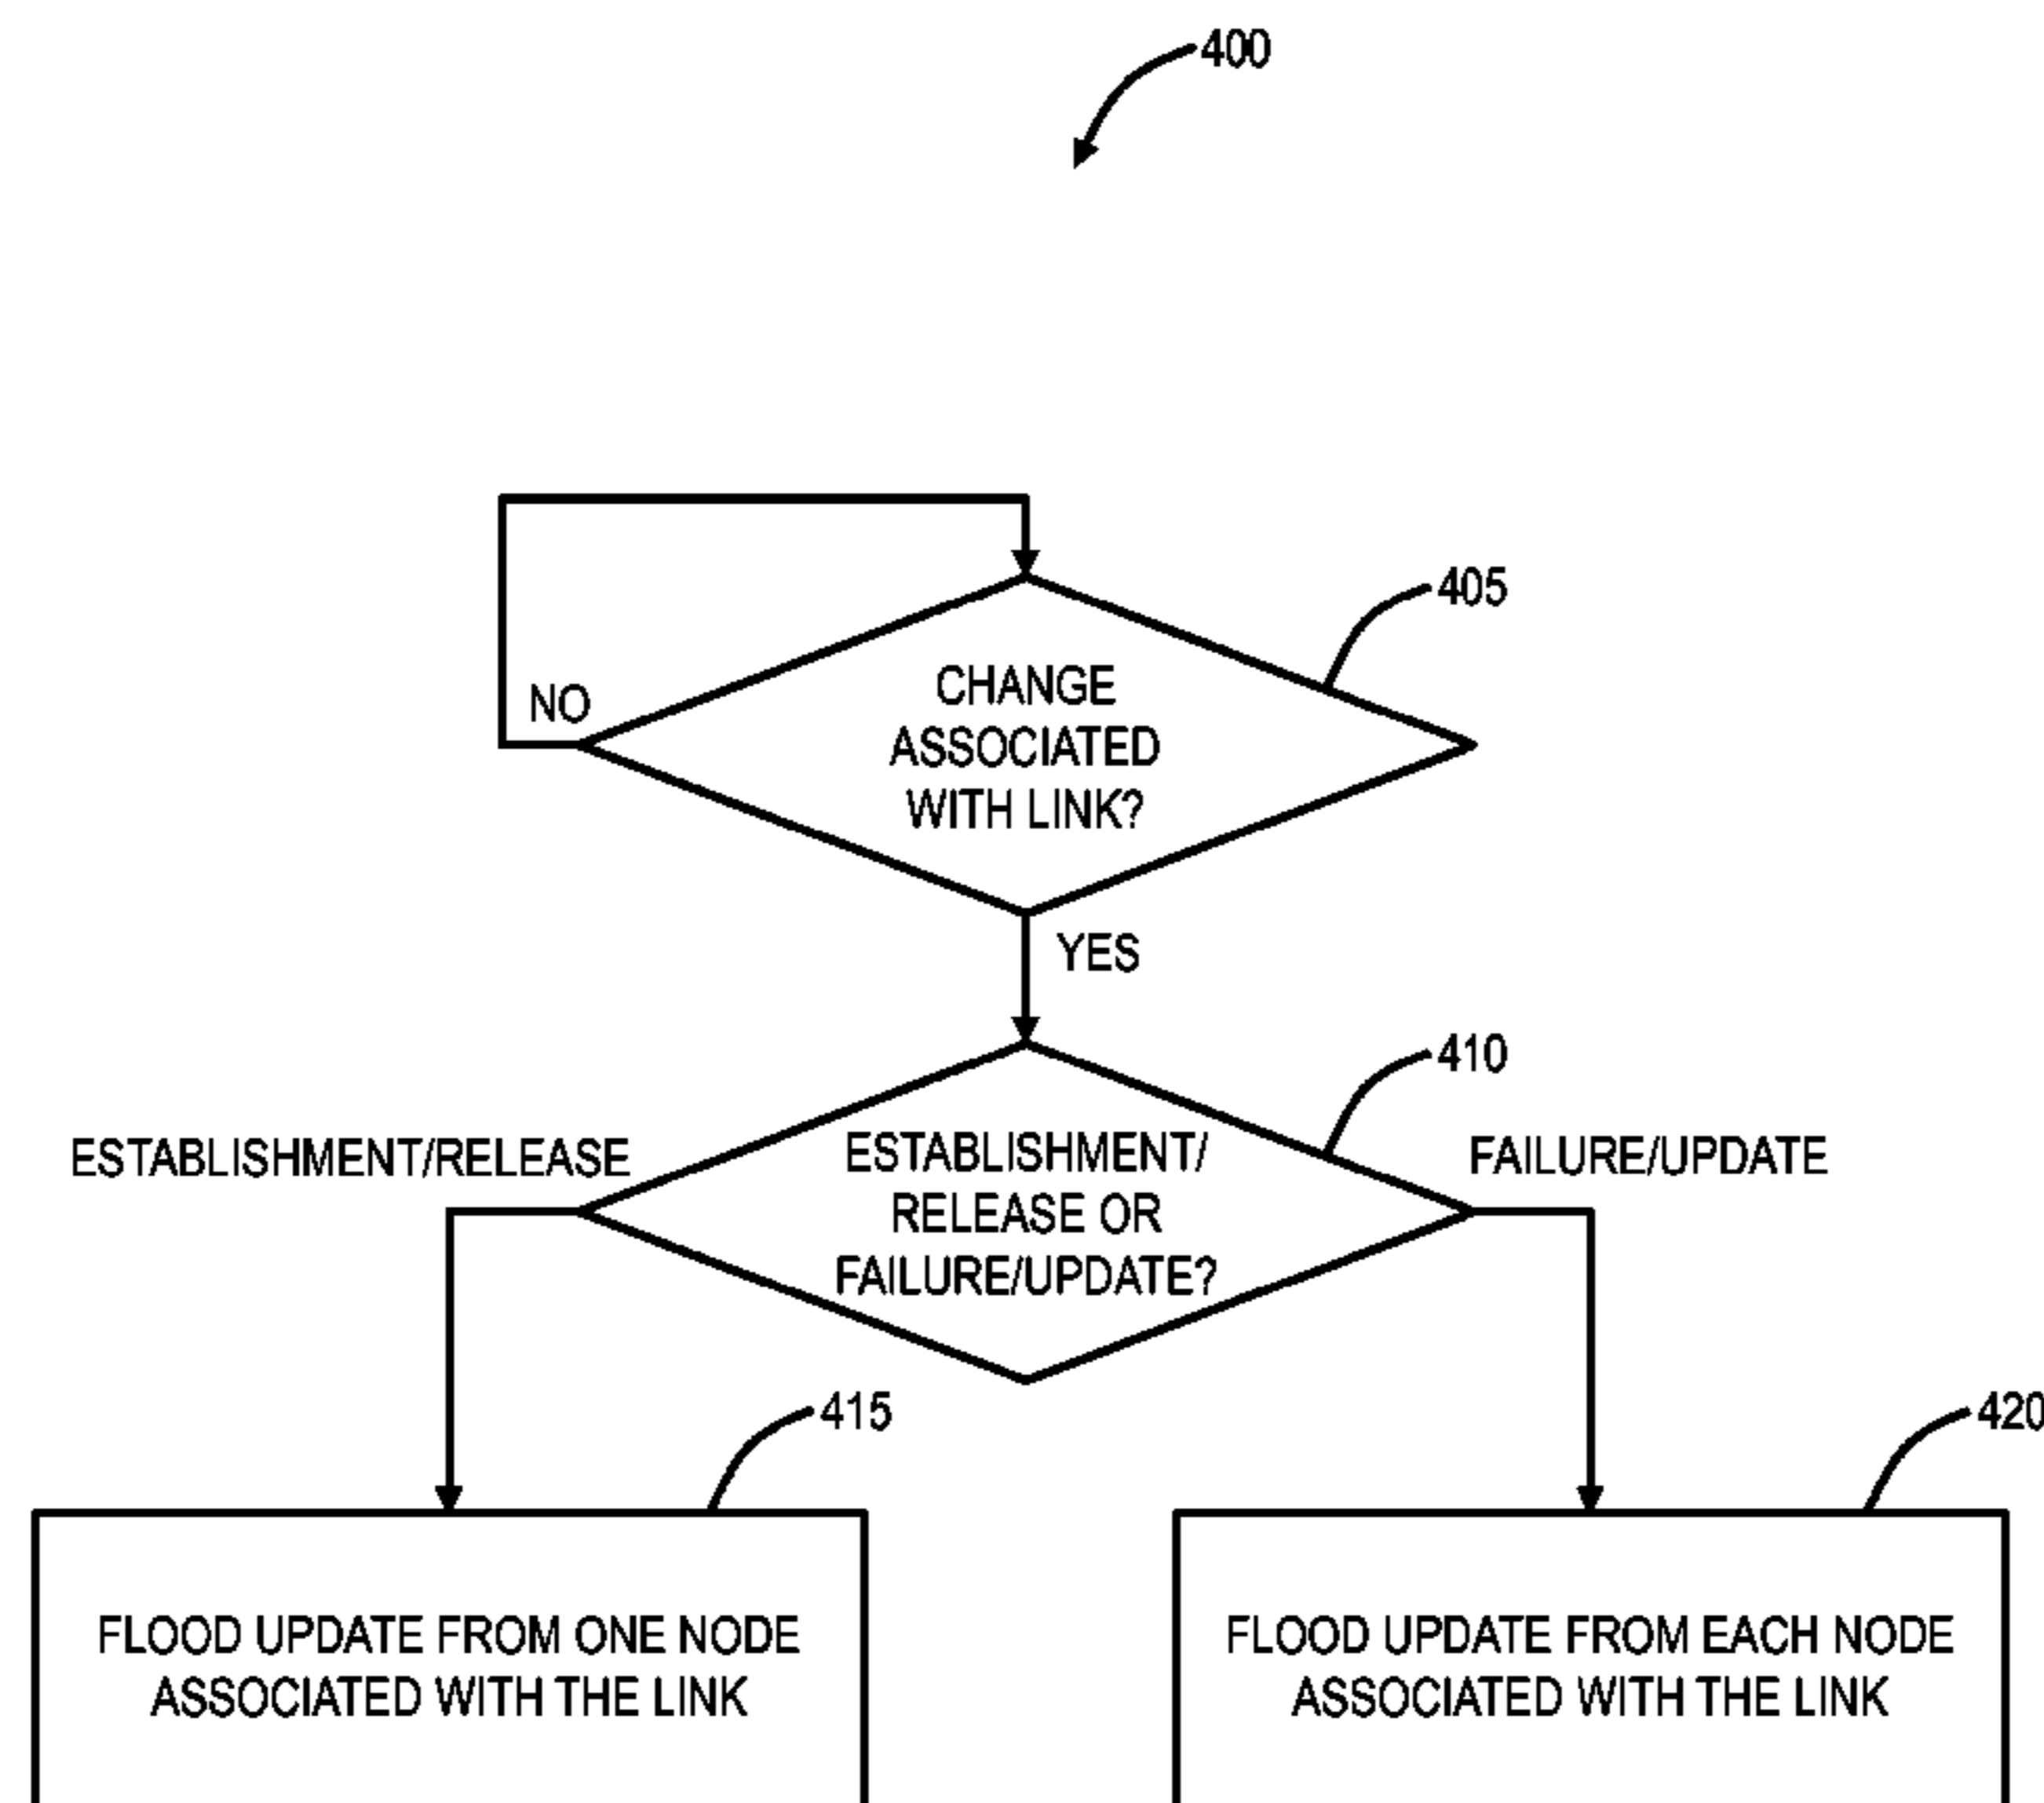 400
405
NO
CHANGE
ASSOCIATED
WITH LINK?
YES
410
ESTABLISHMENT/RELEASE
ESTABLISHMENT/
RELEASE OR
FAILURE/UPDATE?
FAILURE/UPDATE
415
420
FLOOD UPDATE FROM ONE NODE
ASSOCIATED WITH THE LINK
FLOOD UPDATE FROM EACH NODE
ASSOCIATED WITH THE LINK